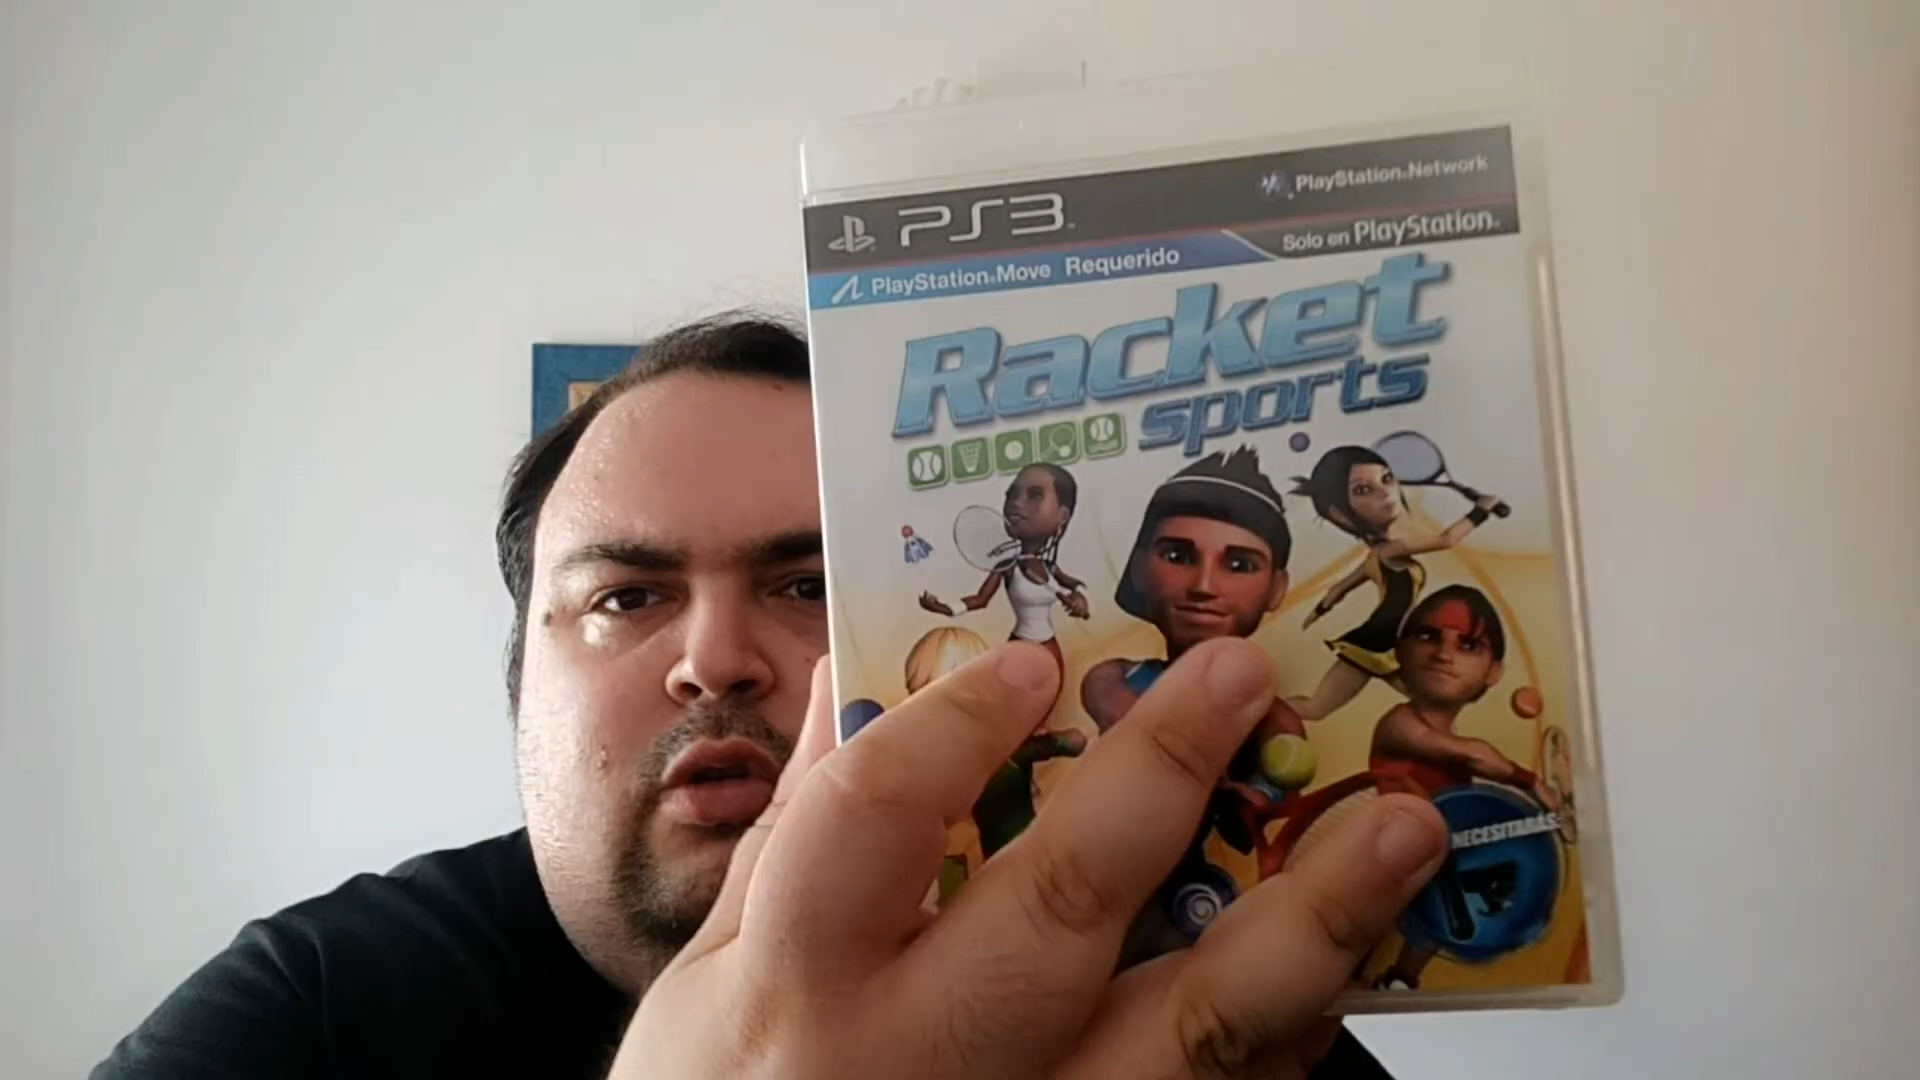 PS3
PlayStation®Network
PlayStation®Move Requerido
Solo en PlayStation®
Racket
sports
NECESITARÁS: